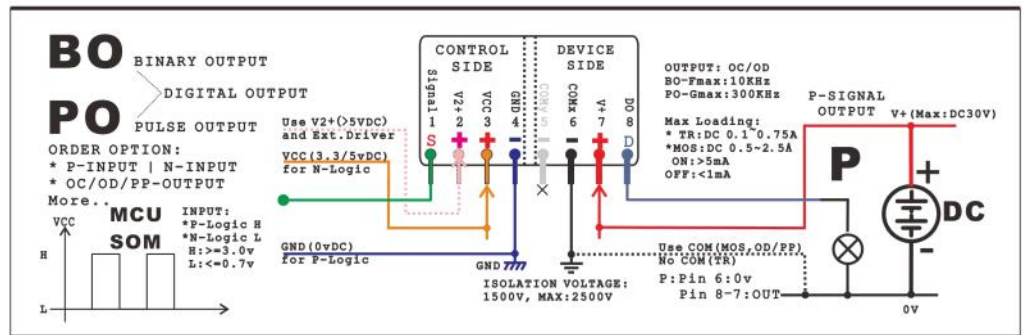 BO BINARY OUTPUT
DIGITAL OUTPUT
PO PULSE OUTPUT
ORDER OPTION:
* P-INPUT | N-INPUT
* OC/OD/PP-OUTPUT
More..
VCC
H
L
MCU
SOM
INPUT:
*P-Logic H
*N-Logic L
H:>=3.0v
L:<=0.7v
Use V2+(>5VDC)
and Ext.Driver
VCC(3.3/5vDC)
for N-Logic
GND(0vDC)
for P-Logic
CONTROL
SIDE
DEVICE
SIDE
Signal 1
V2+ 2
VCC 3
GND 4
COMy 5
COMx 6
V+ 7
DO 8
S
+
+
-
-
-
+
D
GND
ISOLATION VOLTAGE:
1500V, MAX:2500V
OUTPUT: OC/OD
BO-Fmax:10KHz
PO-Gmax:300KHz
Max Loading:
* TR:DC 0.1~0.75A
*MOS:DC 0.5~2.5A
ON:>5mA
OFF:<1mA
P-SIGNAL
OUTPUT
V+(Max:DC30V)
P
+
DC
-
Use COM(MOS,OD/PP)
No COM(TR)
P:Pin 6:0v
Pin 8-7:OUT
0V